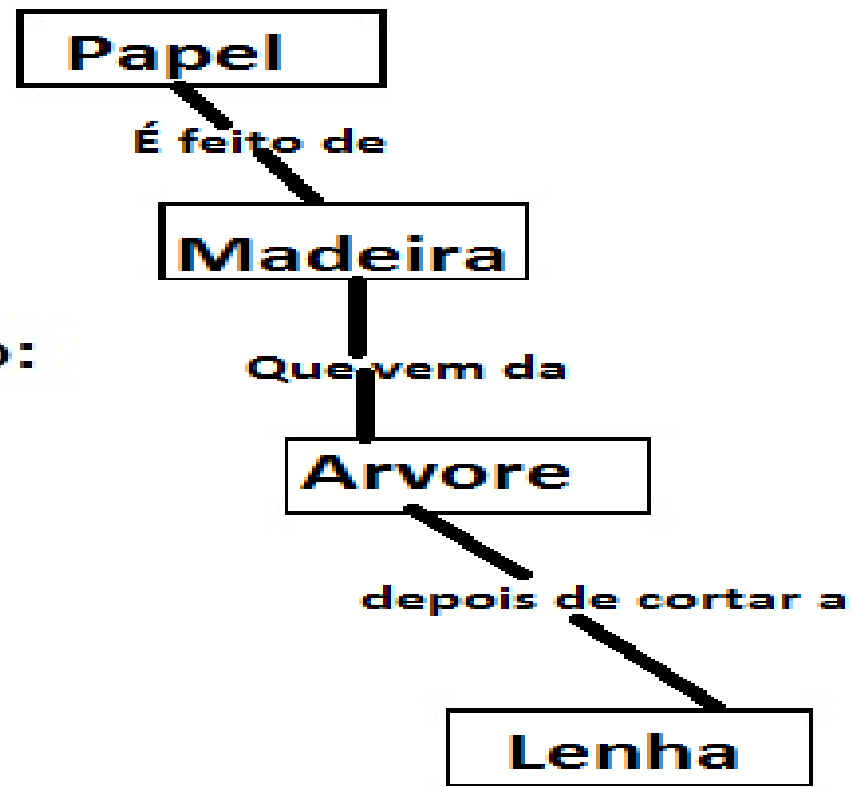 Papel
É feito de
Madeira
o:
Que vem da
Arvore
depois de cortar a
Lenha